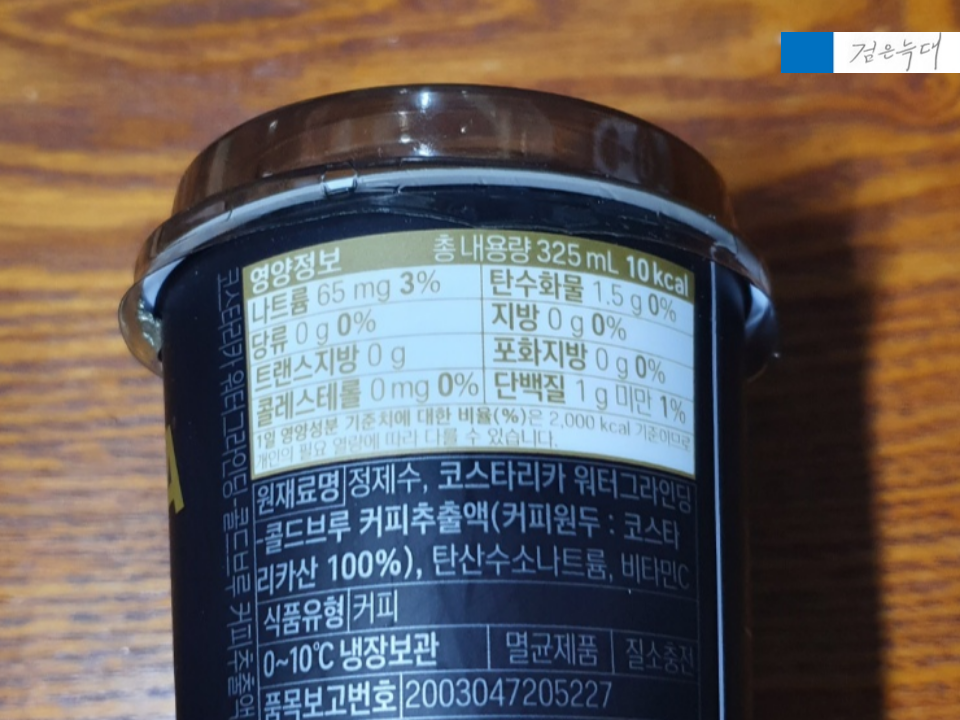 검은늑대
영양정보 총 내용량 325 mL 10 kcal
나트륨 65 mg 3% 탄수화물 1.5 g 0%
당류 0 g 0% 지방 0 g 0%
트랜스지방 0 g 포화지방 0 g 0%
콜레스테롤 0 mg 0% 단백질 1 g 미만 1%
1일 영양성분 기준치에 대한 비율(%)은 2,000 kcal 기준이므로
개인의 필요 열량에 따라 다를 수 있습니다.
원재료명 정제수, 코스타리카 워터그라인딩
-콜드브루 커피추출액(커피원두 : 코스타
리카산 100%), 탄산수소나트륨, 비타민C
식품유형 커피
0~10℃ 냉장보관 멸균제품 질소충전
품목보고번호 2003047205227
코스타리카 워터그라인딩-콜드브루 커피추출액
A